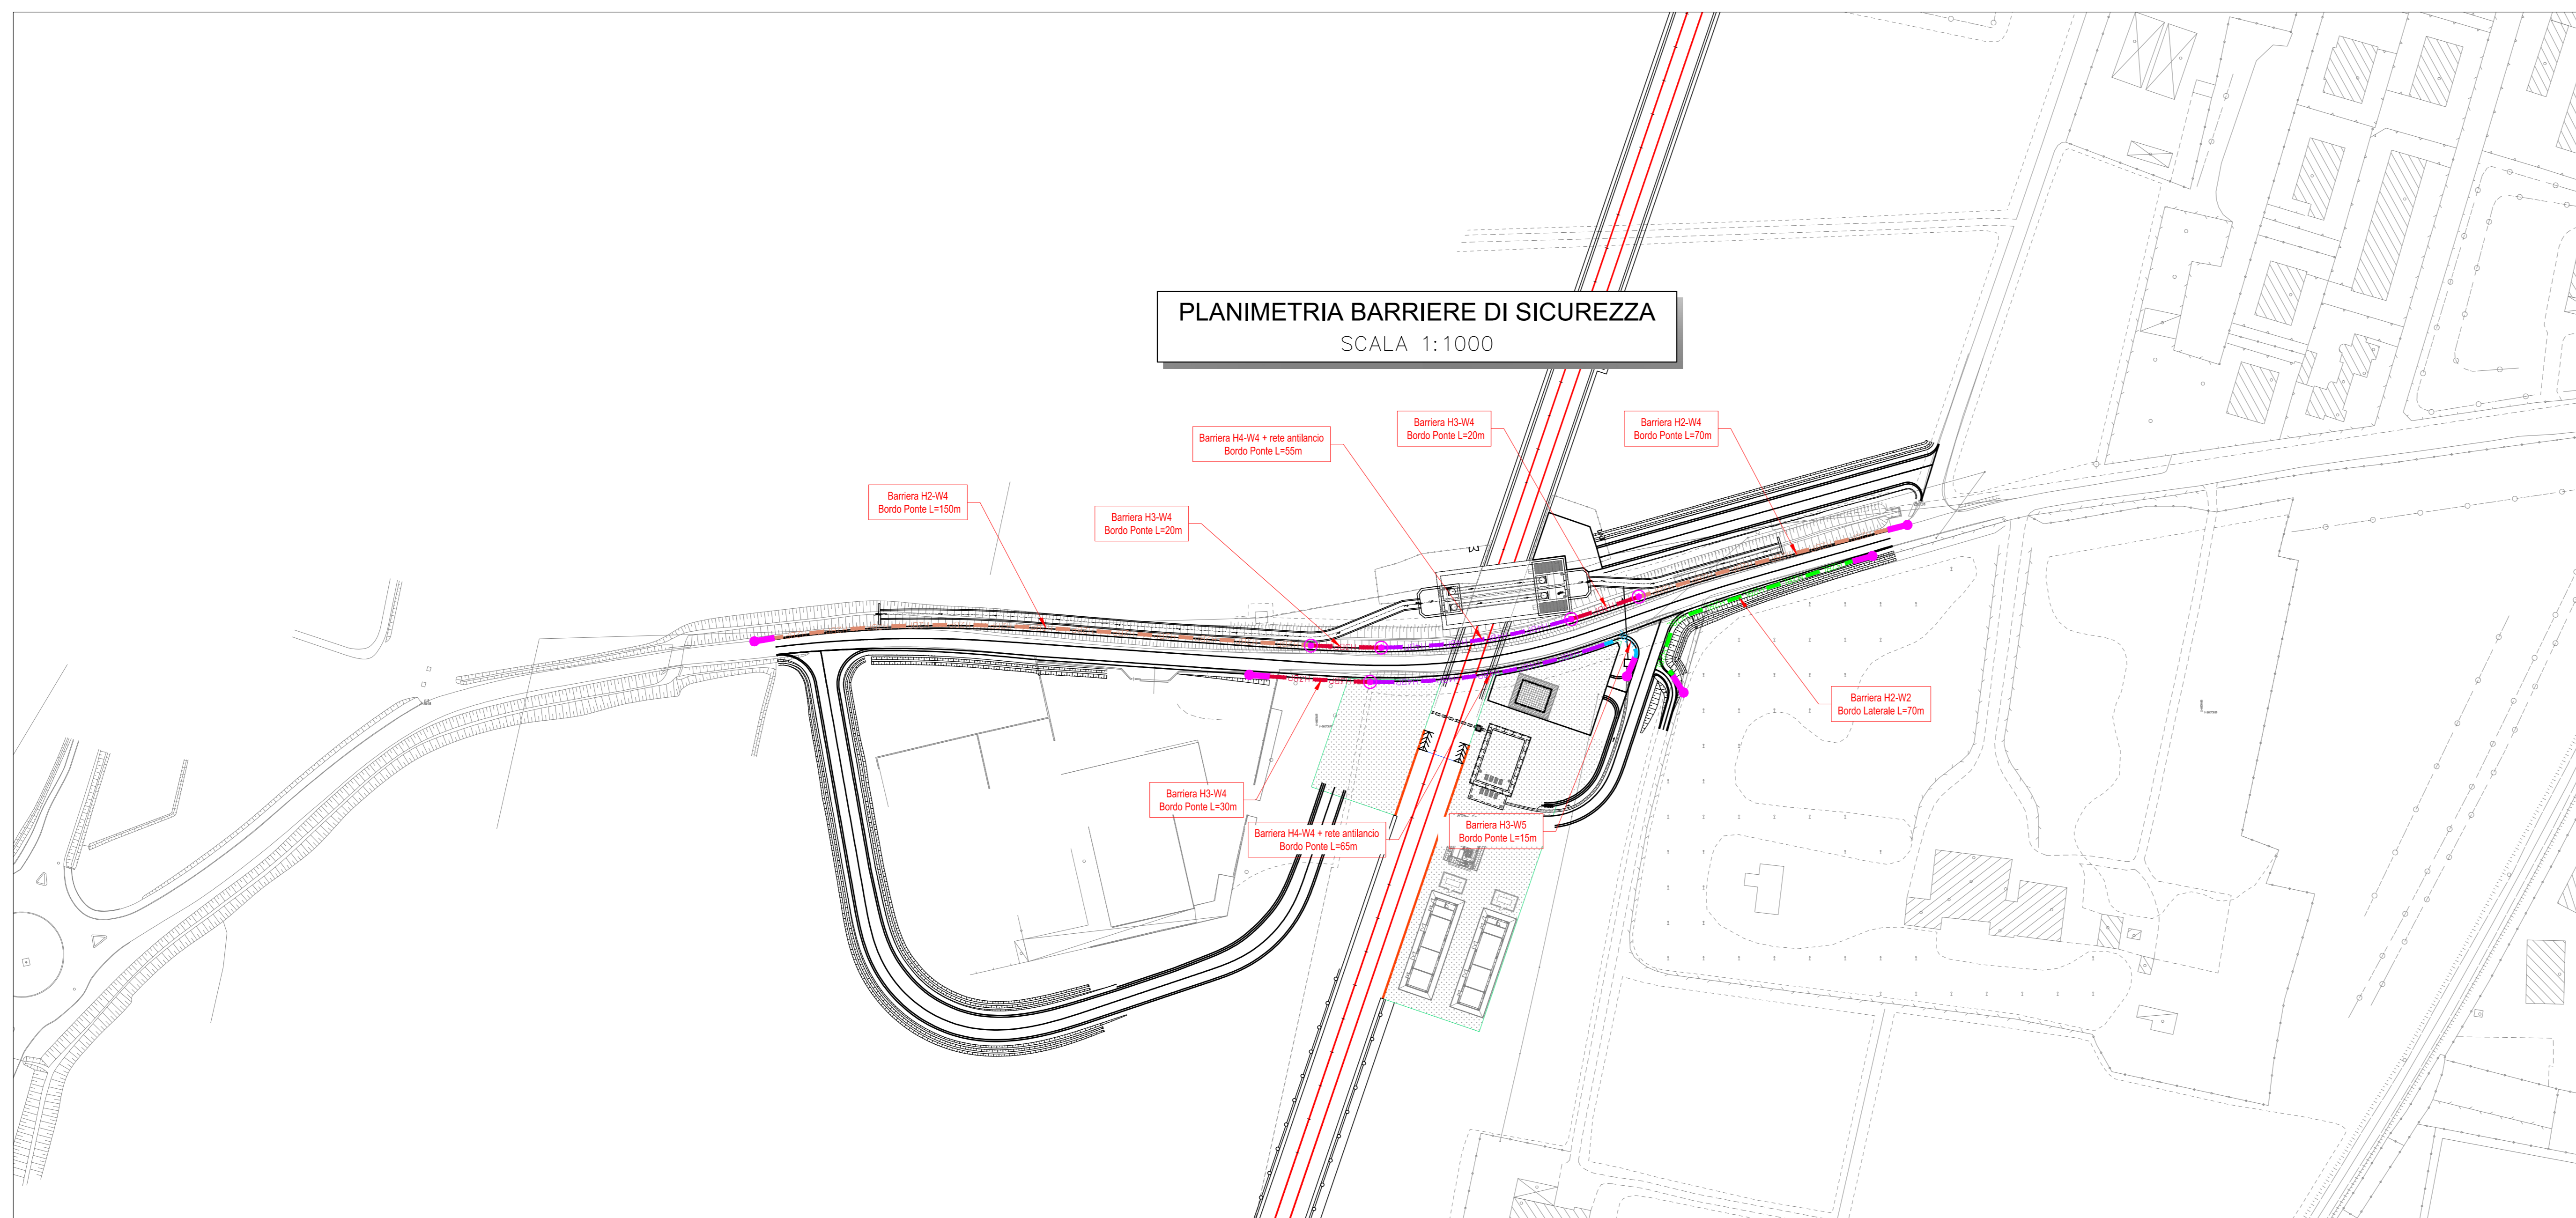 PLANIMETRIA BARRIERE DI SICUREZZA
SCALA 1:1000
Barriera H3-W4
Bordo Ponte L=20m
Barriera H2-W4
Bordo Ponte L=70m
Barriera H4-W4 + rete antilancio
Bordo Ponte L=55m
Barriera H2-W4
Bordo Ponte L=150m
Barriera H3-W4
Bordo Ponte L=20m
Barriera H2-W2
Bordo Laterale L=70m
Barriera H3-W4
Bordo Ponte L=30m
Barriera H4-W4 + rete antilancio
Bordo Ponte L=65m
Barriera H3-W5
Bordo Ponte L=15m